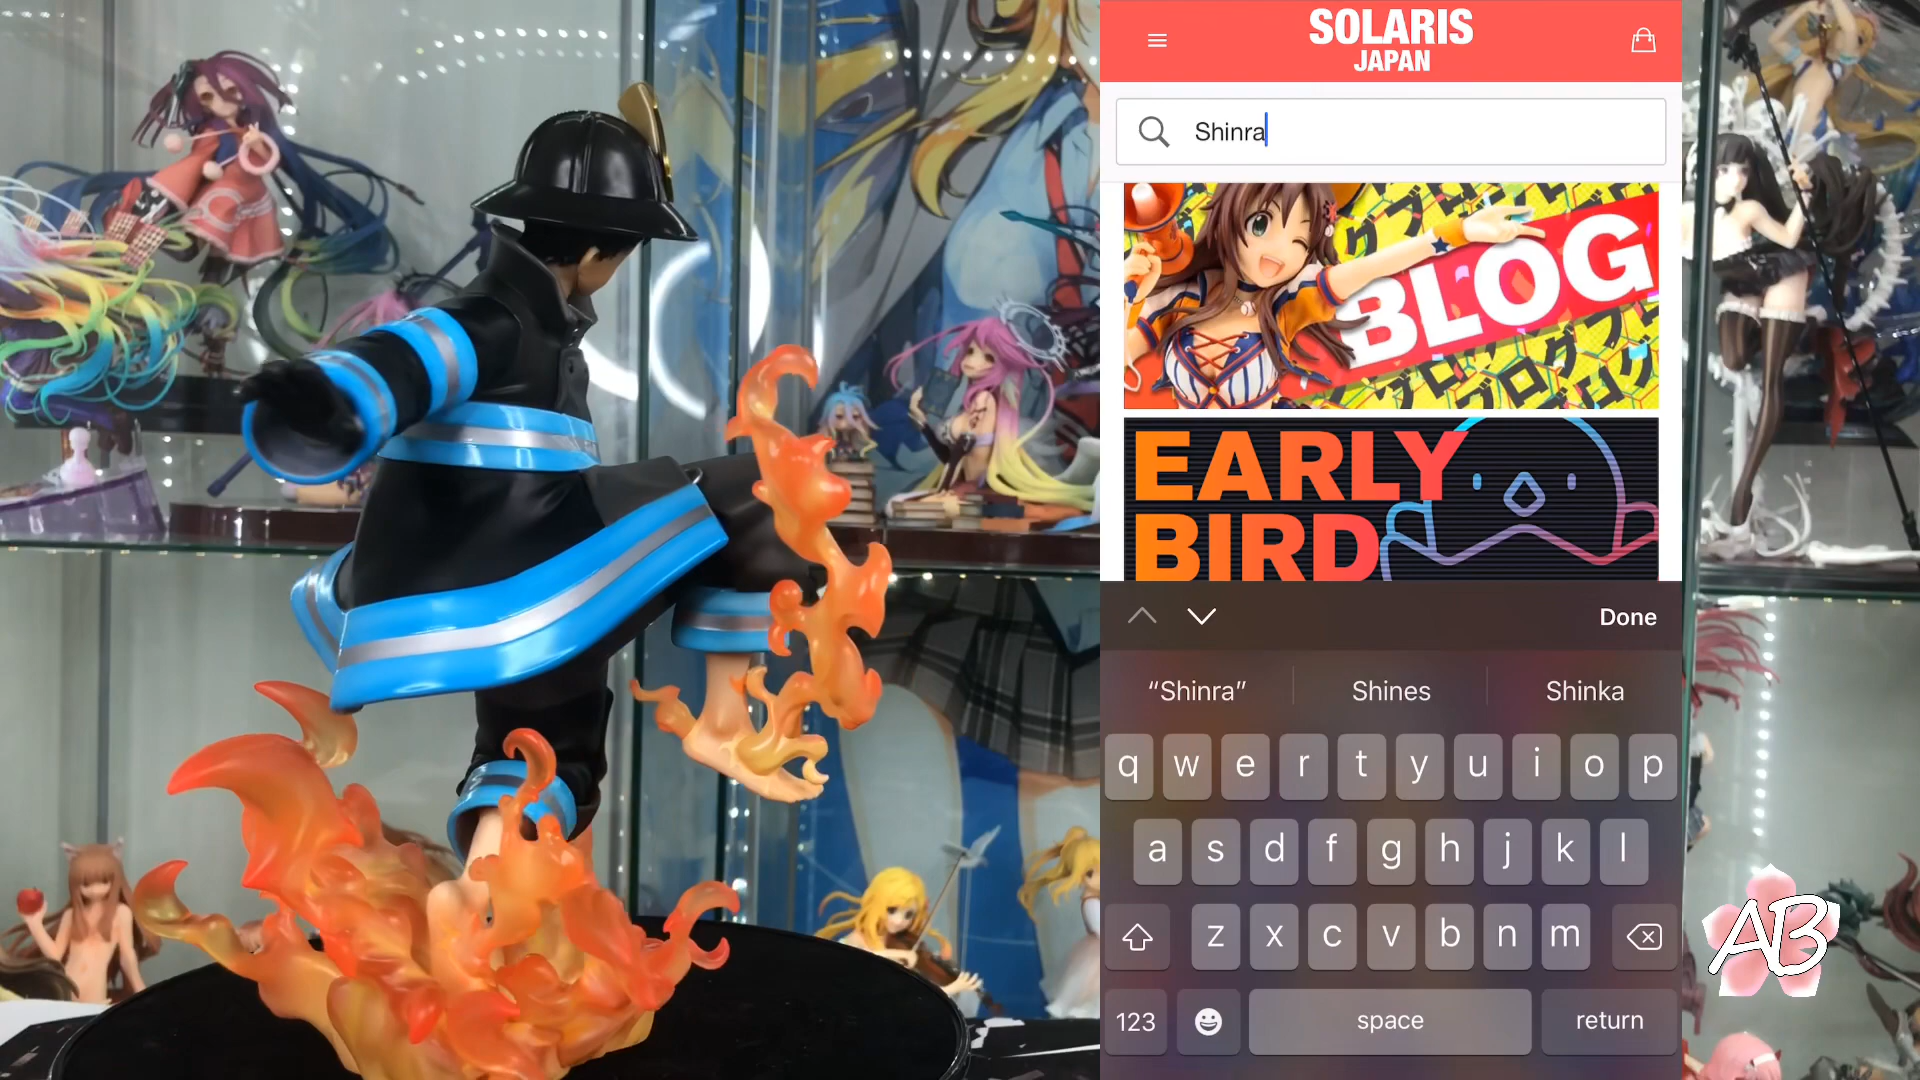 SOLARIS
JAPAN
Shinra
BLOG
EARLY
BIRD
Done
“Shinra”
Shines
Shinka
q w e r t y u i o p
a s d f g h j k l
z x c v b n m
123
space
return
AB